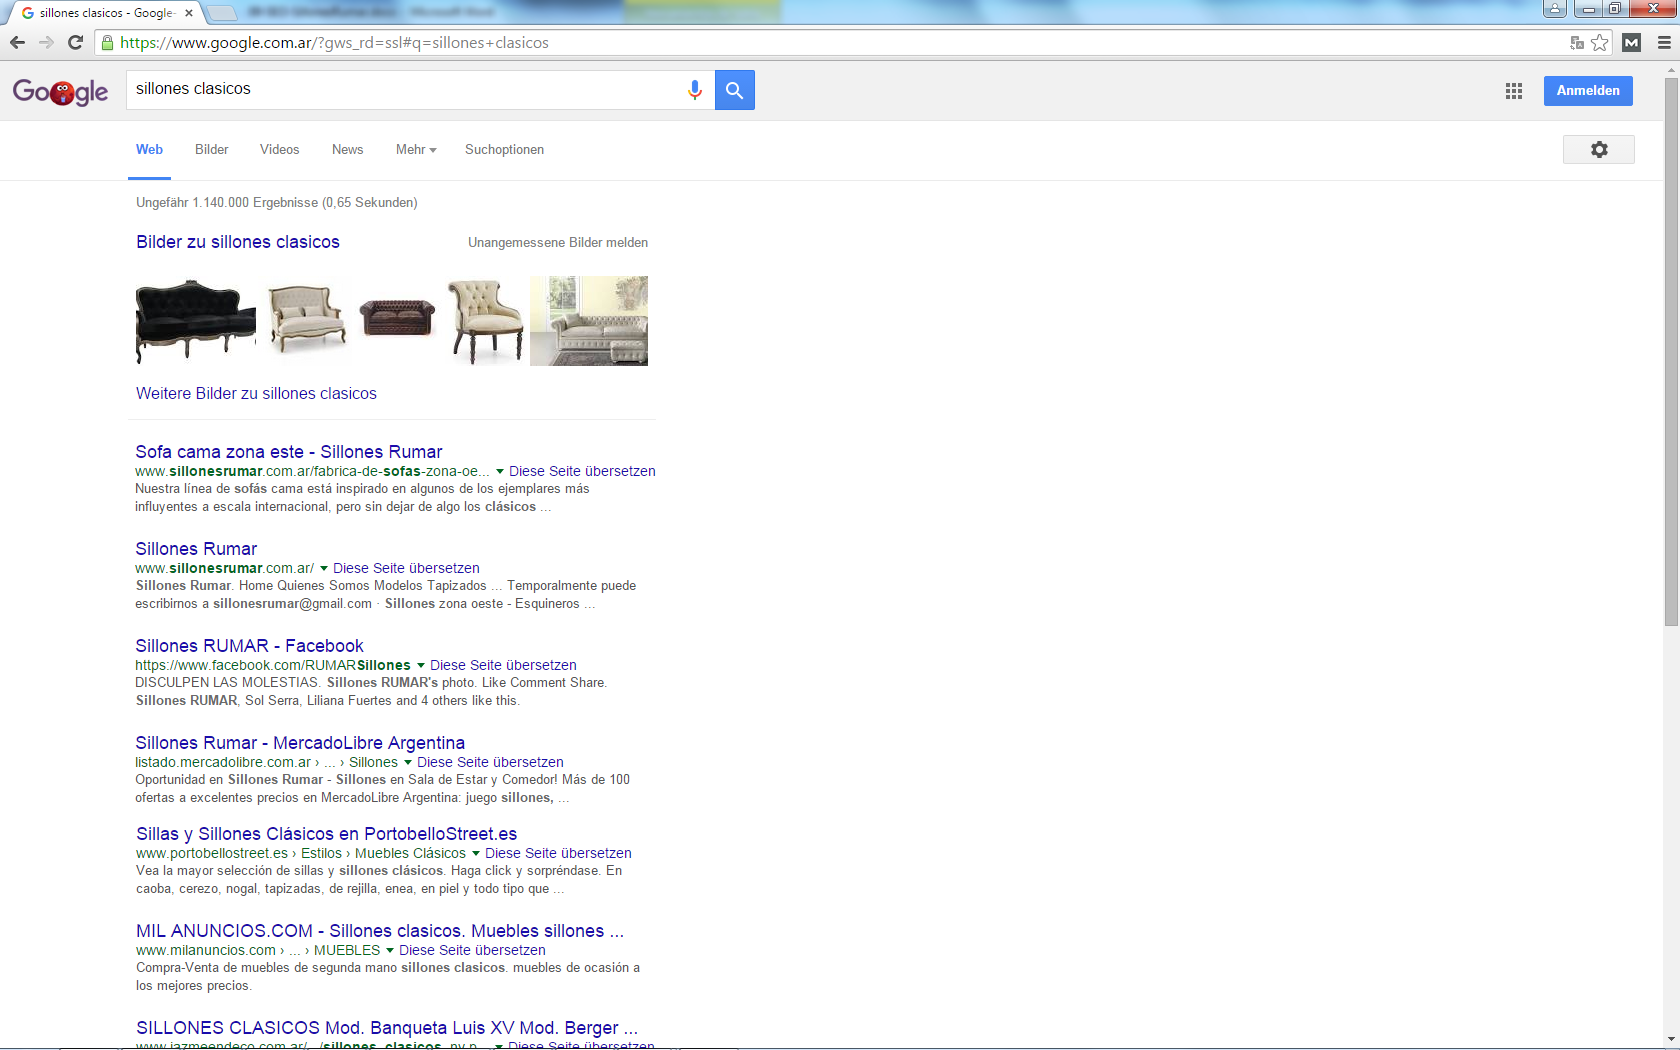 sillones clasicos - Google-
https://www.google.com.ar/?gws_rd=ssl#q=sillones+clasicos
Google
sillones clasicos
Anmelden
Web Bilder Videos News Mehr Suchoptionen
Ungefähr 1.140.000 Ergebnisse (0,65 Sekunden)
Bilder zu sillones clasicos
Unangemessene Bilder melden
Weitere Bilder zu sillones clasicos
Sofa cama zona este - Sillones Rumar
www.sillonesrumar.com.ar/fabrica-de-sofas-zona-oe... Diese Seite übersetzen
Nuestra línea de sofás cama está inspirado en algunos de los ejemplares más
influyentes a escala internacional, pero sin dejar de algo los clásicos ...
Sillones Rumar
www.sillonesrumar.com.ar/ Diese Seite übersetzen
Sillones Rumar. Home Quienes Somos Modelos Tapizados ... Temporalmente puede
escribirnos a sillonesrumar@gmail.com · Sillones zona oeste - Esquineros ...
Sillones RUMAR - Facebook
https://www.facebook.com/RUMARSillones Diese Seite übersetzen
DISCULPEN LAS MOLESTIAS. Sillones RUMAR's photo. Like Comment Share.
Sillones RUMAR, Sol Serra, Liliana Fuertes and 4 others like this.
Sillones Rumar - MercadoLibre Argentina
listado.mercadolibre.com.ar › ... › Sillones Diese Seite übersetzen
Oportunidad en Sillones Rumar - Sillones en Sala de Estar y Comedor! Más de 100
ofertas a excelentes precios en MercadoLibre Argentina: juego sillones, ...
Sillas y Sillones Clásicos en PortobelloStreet.es
www.portobellostreet.es › Estilos › Muebles Clásicos Diese Seite übersetzen
Vea la mayor selección de sillas y sillones clásicos. Haga click y sorpréndase. En
caoba, cerezo, nogal, tapizadas, de rejilla, enea, en piel y todo tipo que ...
MIL ANUNCIOS.COM - Sillones clasicos. Muebles sillones ...
www.milanuncios.com › ... › MUEBLES Diese Seite übersetzen
Compra-Venta de muebles de segunda mano sillones clasicos. muebles de ocasión a
los mejores precios.
SILLONES CLASICOS Mod. Banqueta Luis XV Mod. Berger ...
www.jazmeendeco.com.ar/.../sillones_clasicos_nv.p... Diese Seite übersetzen